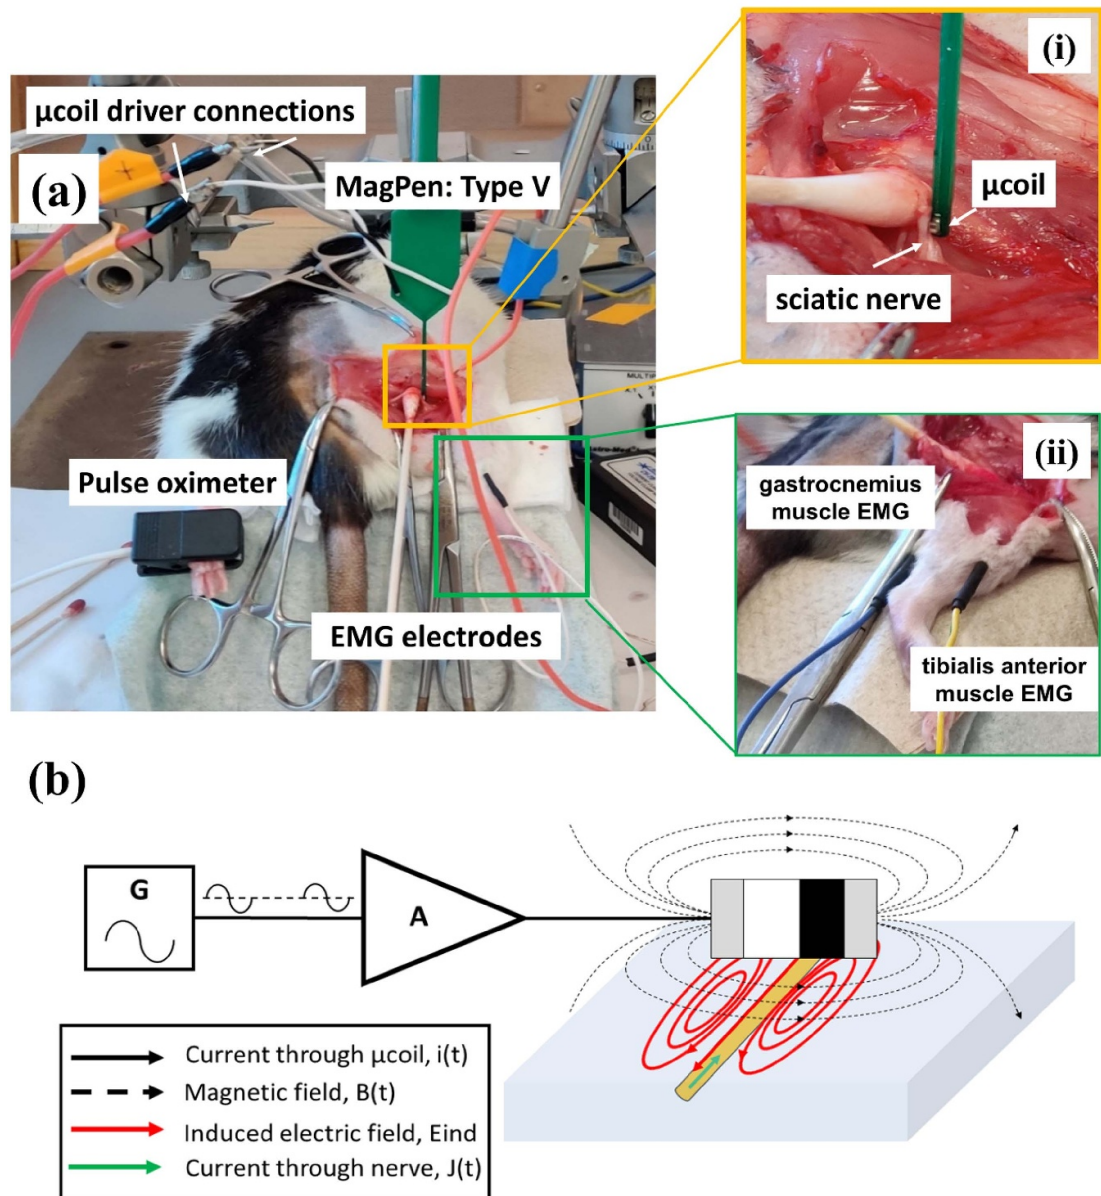 (a)
μcoil driver connections
MagPen: Type V
Pulse oximeter
EMG electrodes
(i)
μcoil
sciatic nerve
(ii)
gastrocnemius
muscle EMG
tibialis anterior
muscle EMG
(b)
G
A
Current through μcoil, i(t)
Magnetic field, B(t)
Induced electric field, Eind
Current through nerve, J(t)